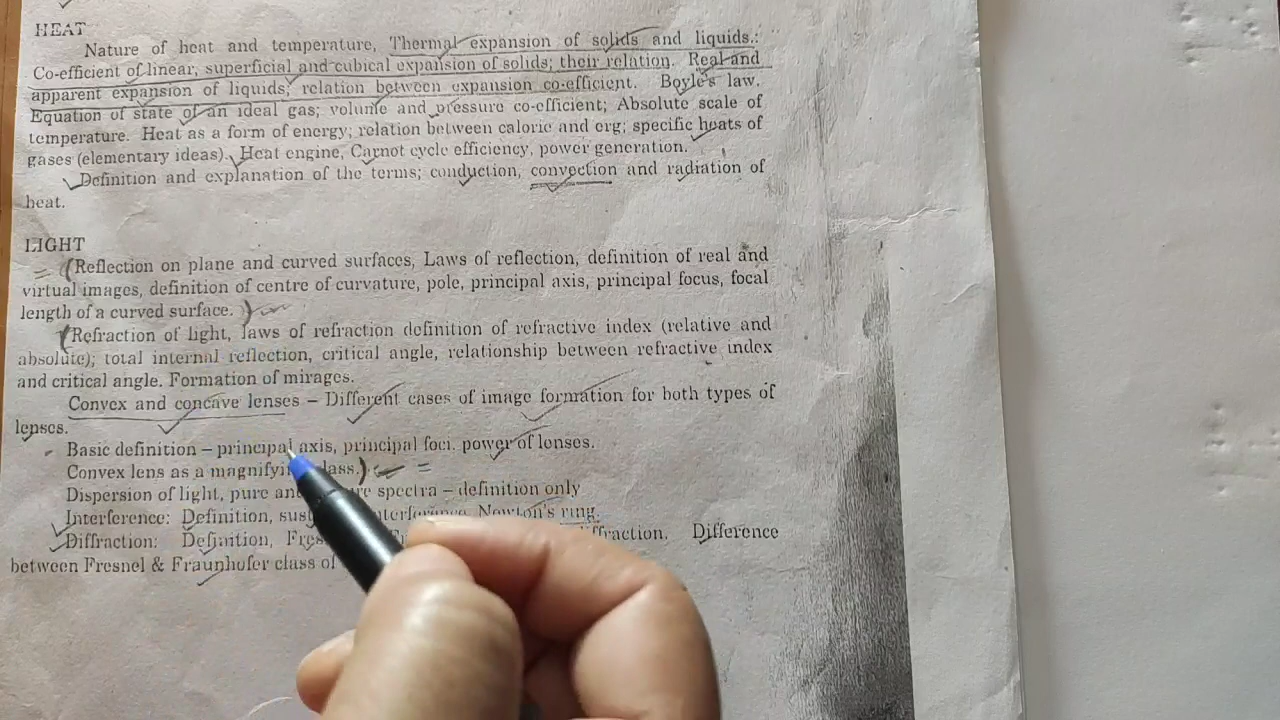 HEAT
Nature of heat and temperature, Thermal expansion of solids and liquids.:
Co-efficient of linear, superficial and cubical expansion of solids; their relation. Real and
apparent expansion of liquids; relation between expansion co-efficient. Boyle's law.
Equation of state of an ideal gas; volume and pressure co-efficient; Absolute scale of
temperature. Heat as a form of energy; relation between calorie and erg; specific heats of
gases (elementary ideas). Heat engine, Carnot cycle efficiency, power generation.
Definition and explanation of the terms; conduction, convection and radiation of
heat.
LIGHT
(Reflection on plane and curved surfaces, Laws of reflection, definition of real and
virtual images, definition of centre of curvature, pole, principal axis, principal focus, focal
length of a curved surface. )
(Refraction of light, laws of refraction definition of refractive index (relative and
absolute); total internal reflection, critical angle, relationship between refractive index
and critical angle. Formation of mirages.
Convex and concave lenses – Different cases of image formation for both types of
lenses.
Basic definition – principal axis, principal foci. power of lenses.
Convex lens as a
Dispersion of light, pure spectra – definition only
Interference: Definition, Newton's ring.
Diffraction: Definition, Difference
between Fresnel & Fraunhofer class of